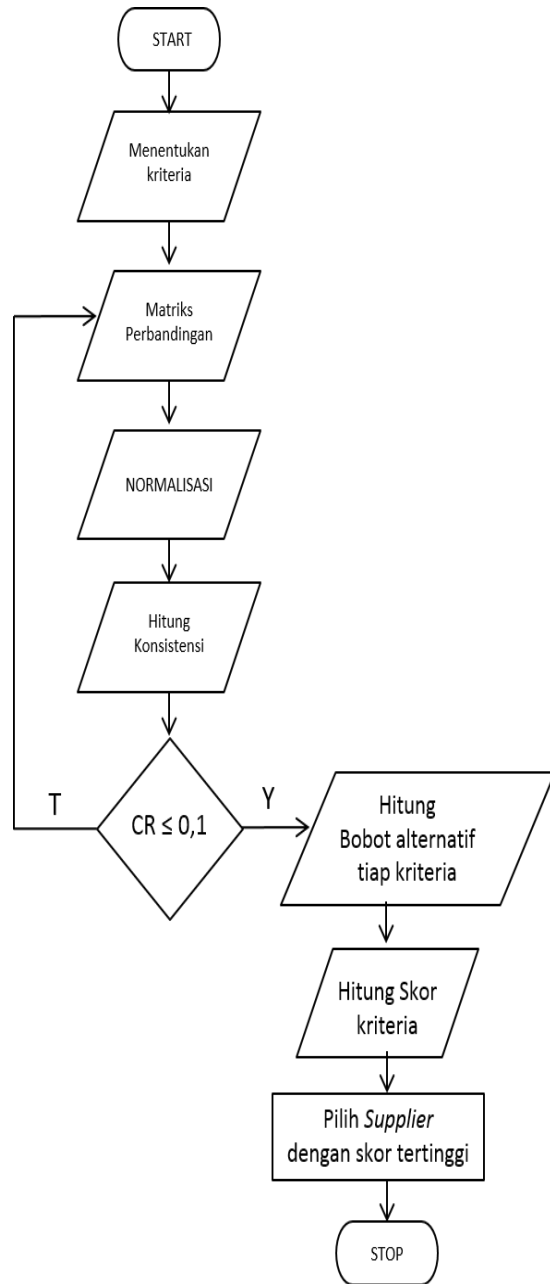 START
Menentukan
kriteria
Matriks
Perbandingan
NORMALISASI
Hitung
Konsistensi
T
CR ≤ 0,1
Y
Hitung
Bobot alternatif
tiap kriteria
Hitung Skor
kriteria
Pilih Supplier
dengan skor tertinggi
STOP